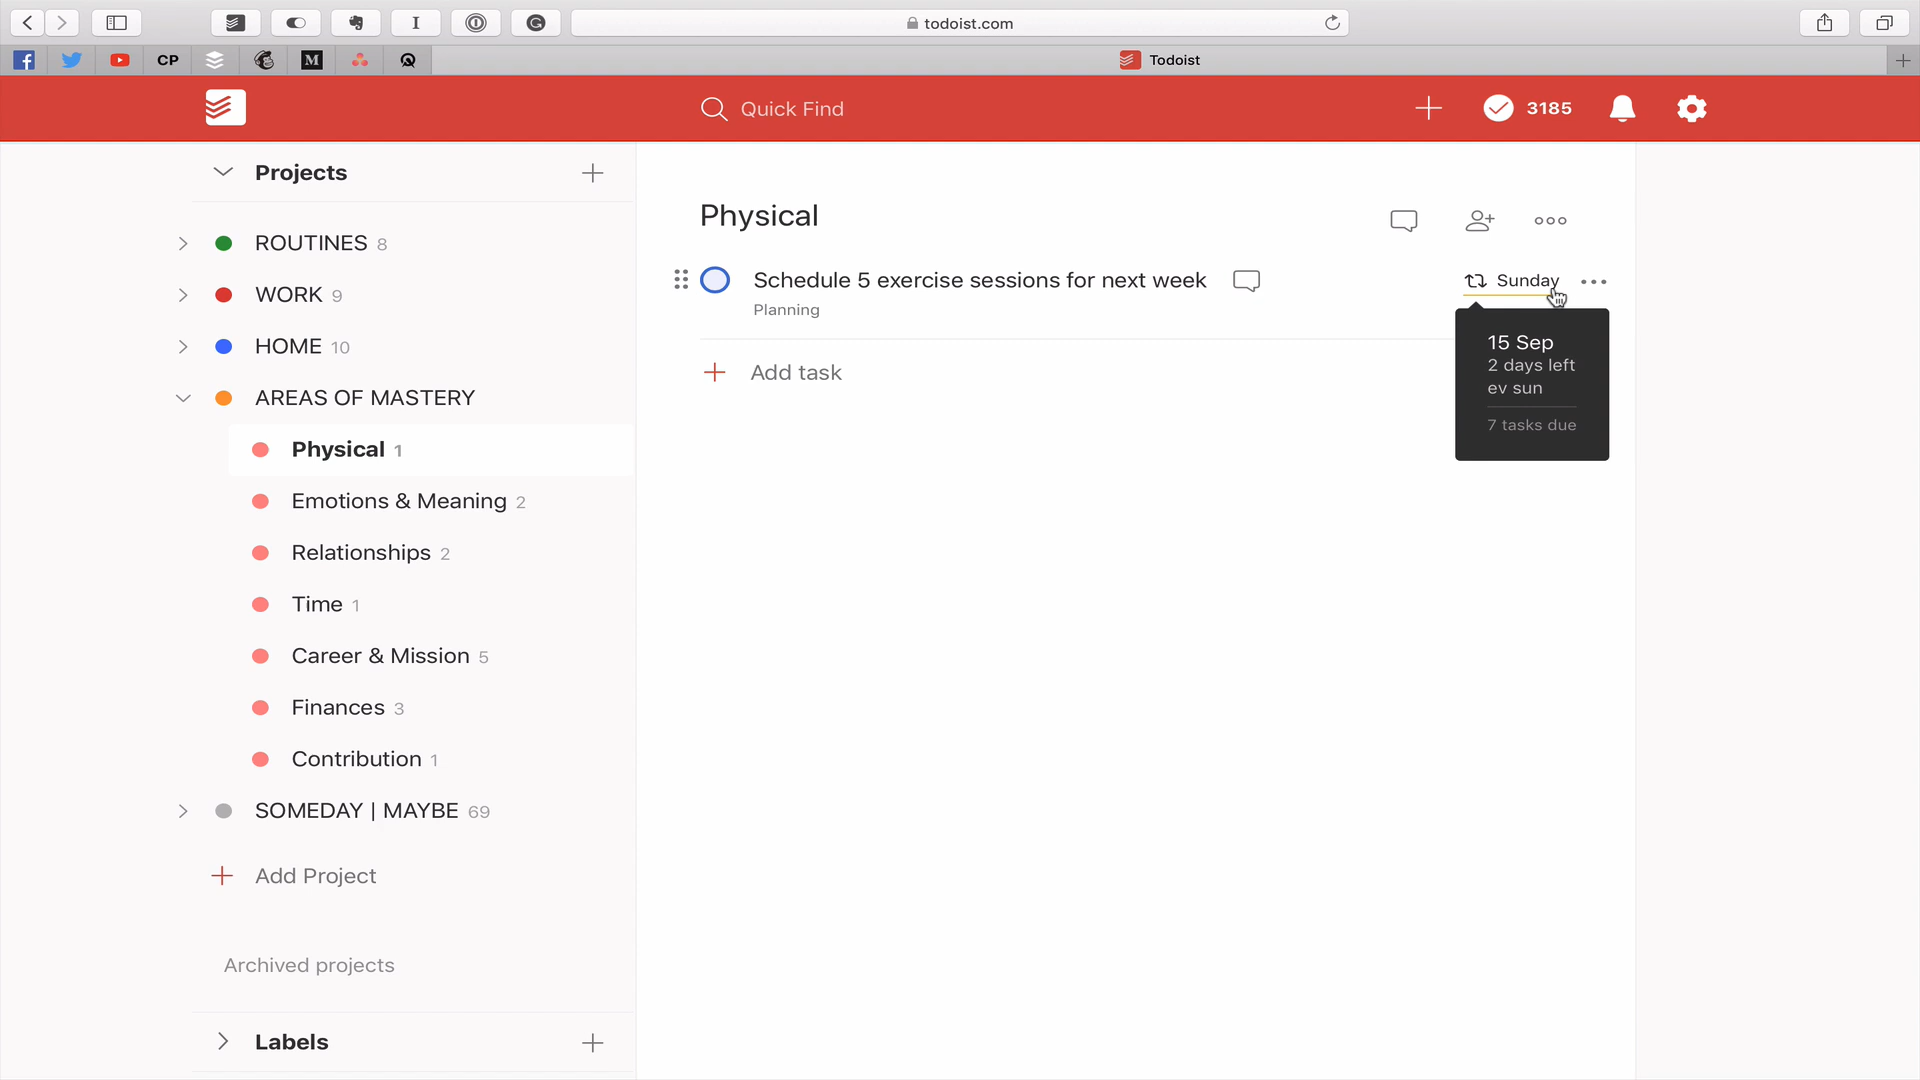 todoist.com
CP
M
Todoist
Quick Find
3185
Projects
ROUTINES 8
WORK 9
HOME 10
AREAS OF MASTERY
Physical 1
Emotions & Meaning 2
Relationships 2
Time 1
Career & Mission 5
Finances 3
Contribution 1
SOMEDAY | MAYBE 69
Add Project
Archived projects
Labels
Physical
Schedule 5 exercise sessions for next week
Sunday
Planning
Add task
15 Sep
2 days left
ev sun
7 tasks due